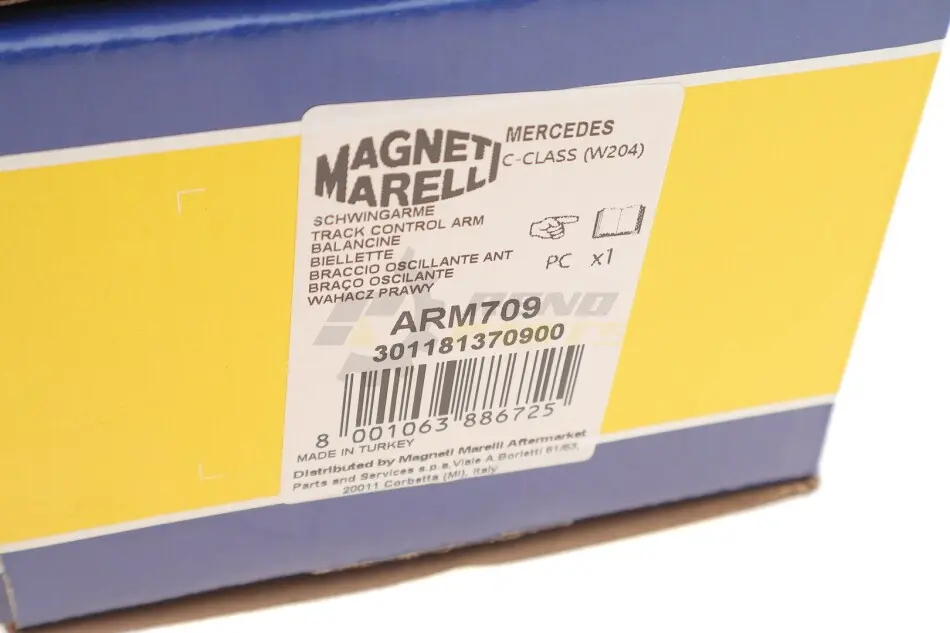 MAGNETI
MARELLI
MERCEDES
C-CLASS (W204)
SCHWINGARME
TRACK CONTROL ARM
BALANCINE
BIELLETTE
BRACCIO OSCILLANTE ANT
BRAÇO OSCILANTE
WAHACZ PRAWY
PC x1
ARM709
301181370900
8 001063 886725
MADE IN TURKEY
Distributed by Magneti Marelli Aftermarket
Parts and Services s.p.a, Viale A. Borletti 61/63,
20011 Corbetta (MI), Italy